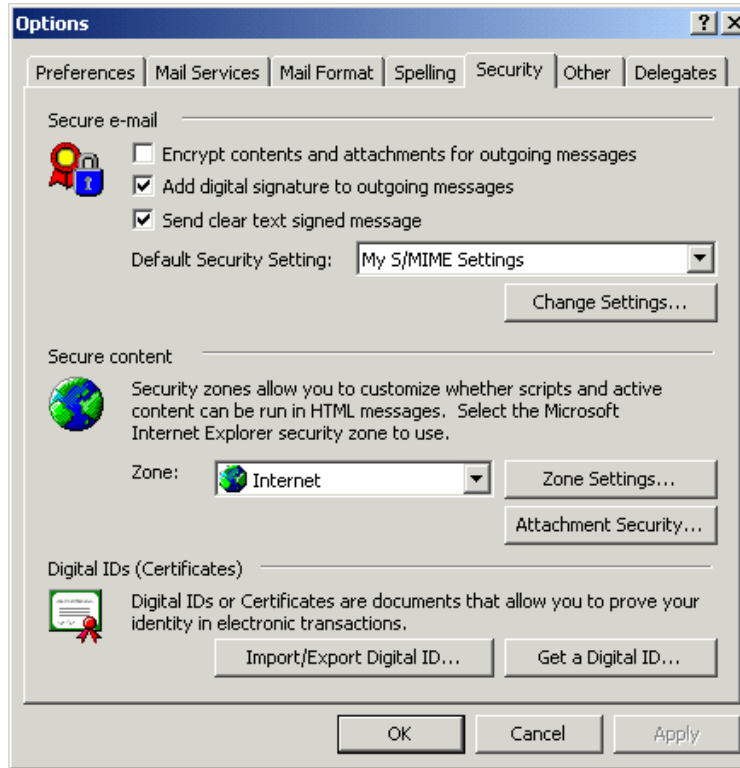 Options
Preferences Mail Services Mail Format Spelling Security Other Delegates
Secure e-mail
Encrypt contents and attachments for outgoing messages
Add digital signature to outgoing messages
Send clear text signed message
Default Security Setting: My S/MIME Settings
Change Settings...
Secure content
Security zones allow you to customize whether scripts and active
content can be run in HTML messages. Select the Microsoft
Internet Explorer security zone to use.
Zone: Internet Zone Settings...
Attachment Security...
Digital IDs (Certificates)
Digital IDs or Certificates are documents that allow you to prove your
identity in electronic transactions.
Import/Export Digital ID... Get a Digital ID...
OK Cancel Apply